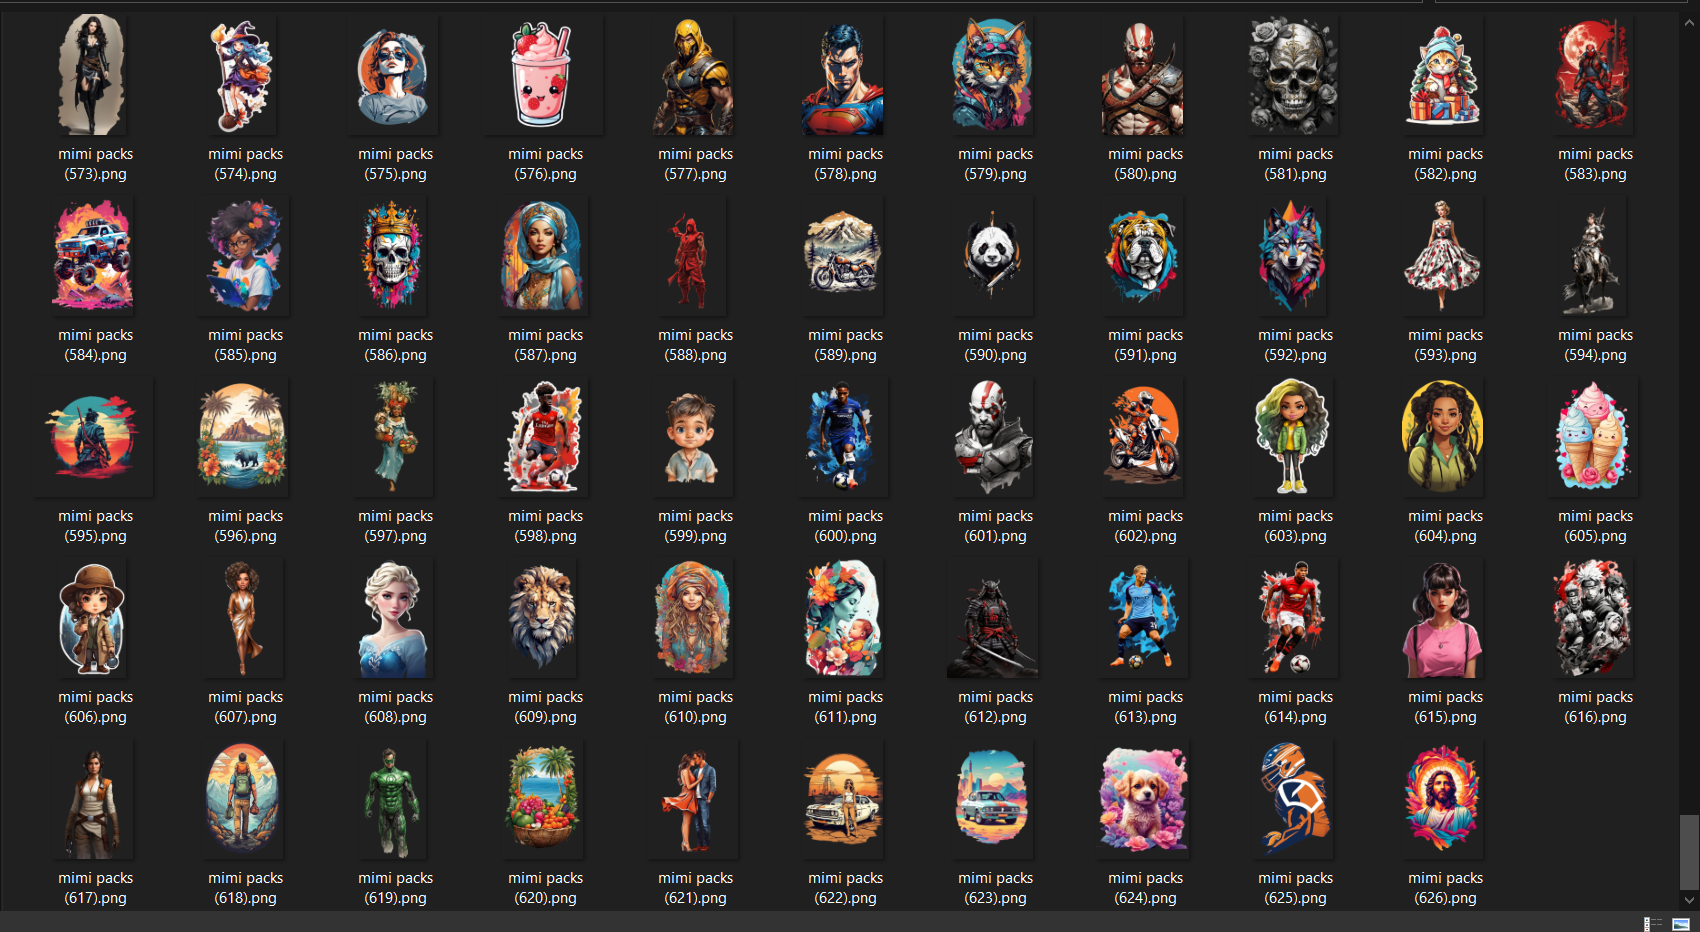 mimi packs
(573).png
mimi packs
(574).png
mimi packs
(575).png
mimi packs
(576).png
mimi packs
(577).png
mimi packs
(578).png
mimi packs
(579).png
mimi packs
(580).png
mimi packs
(581).png
mimi packs
(582).png
mimi packs
(583).png
mimi packs
(584).png
mimi packs
(585).png
mimi packs
(586).png
mimi packs
(587).png
mimi packs
(588).png
mimi packs
(589).png
mimi packs
(590).png
mimi packs
(591).png
mimi packs
(592).png
mimi packs
(593).png
mimi packs
(594).png
mimi packs
(595).png
mimi packs
(596).png
mimi packs
(597).png
mimi packs
(598).png
mimi packs
(599).png
mimi packs
(600).png
mimi packs
(601).png
mimi packs
(602).png
mimi packs
(603).png
mimi packs
(604).png
mimi packs
(605).png
mimi packs
(606).png
mimi packs
(607).png
mimi packs
(608).png
mimi packs
(609).png
mimi packs
(610).png
mimi packs
(611).png
mimi packs
(612).png
mimi packs
(613).png
mimi packs
(614).png
mimi packs
(615).png
mimi packs
(616).png
mimi packs
(617).png
mimi packs
(618).png
mimi packs
(619).png
mimi packs
(620).png
mimi packs
(621).png
mimi packs
(622).png
mimi packs
(623).png
mimi packs
(624).png
mimi packs
(625).png
mimi packs
(626).png